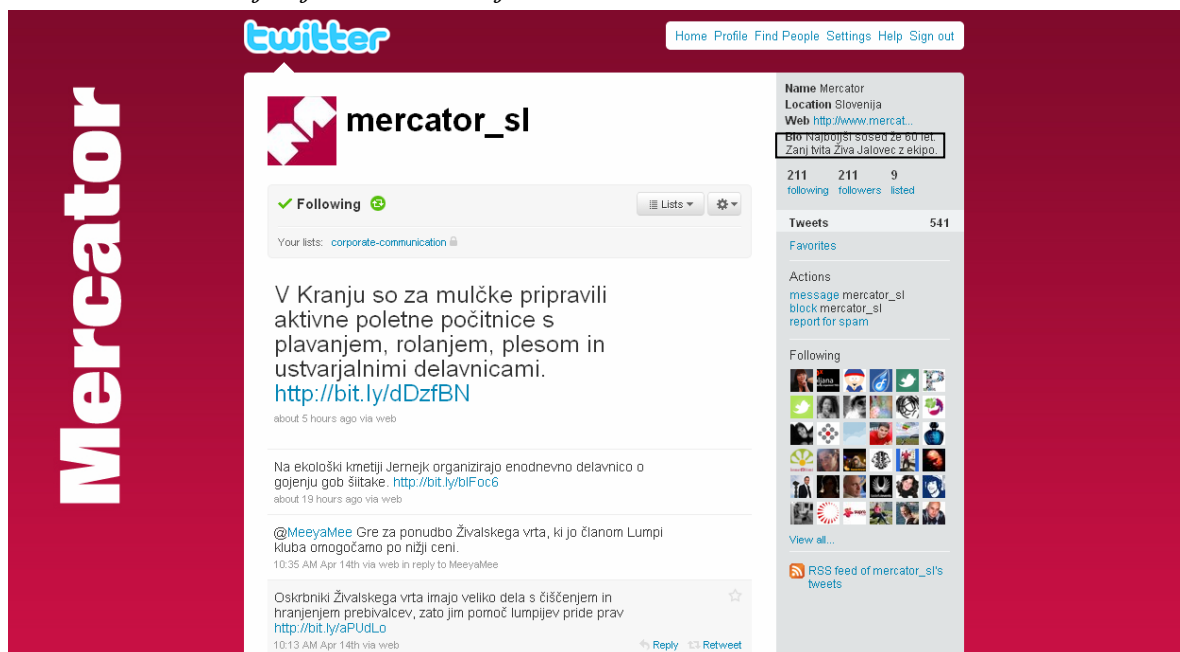 twitter
Home Profile Find People Settings Help Sign out
Mercator
mercator_sl
Name Mercator
Location Slovenija
Web http://www.mercat...
Bio Najboljši sosed že 60 let.
Zanj tvita Živa Jalovec z ekipo.
211 211 9
following followers listed
Following
Lists
Your lists: corporate-communication
Tweets 541
Favorites
Actions
message mercator_sl
block mercator_sl
report for spam
Following
View all...
RSS feed of mercator_sl's
tweets
V Kranju so za mulčke pripravili
aktivne poletne počitnice s
plavanjem, rolanjem, plesom in
ustvarjalnimi delavnicami.
http://bit.ly/dDzfBN
about 5 hours ago via web
Na ekološki kmetiji Jernejk organizirajo enodnevno delavnico o
gojenju gob šiitake. http://bit.ly/blFoc6
about 19 hours ago via web
@MeeyaMee Gre za ponudbo Živalskega vrta, ki jo članom Lumpi
kluba omogočamo po nižji ceni.
10:35 AM Apr 14th via web in reply to MeeyaMee
Oskrbniki Živalskega vrta imajo veliko dela s čiščenjem in
hranjenjem prebivalcev, zato jim pomoč lumpijev pride prav
http://bit.ly/aPUdLo
10:13 AM Apr 14th via web
Reply Retweet